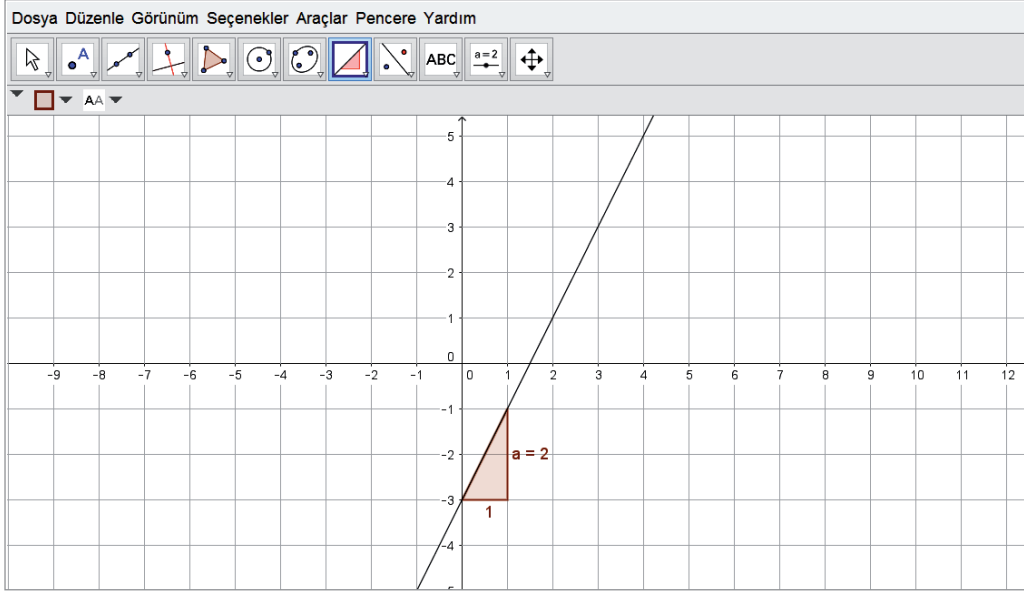 Dosya Düzenle Görünüm Seçenekler Araçlar Pencere Yardım
A ABC a=2
AA
5
4
3
2
1
0
-9 -8 -7 -6 -5 -4 -3 -2 -1 0 1 2 3 4 5 6 7 8 9 10 11 12
-1
-2 a = 2
-3
1
-4